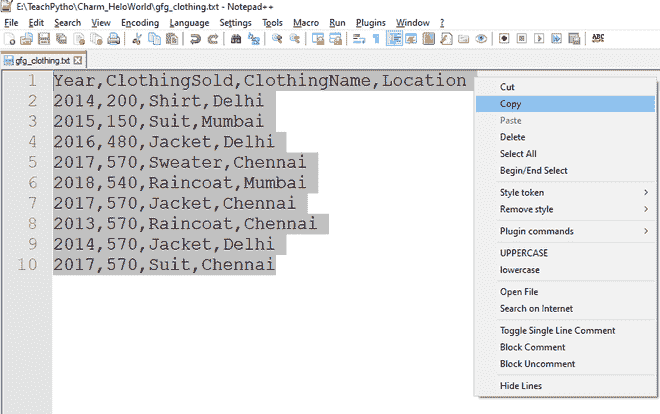 E:\TeachPytho\Charm_HeloWorld\gfg_clothing.txt - Notepad++
File Edit Search View Encoding Language Settings Tools Macro Run Plugins Window ?
gfg_clothing.txt
1 Year,ClothingSold,ClothingName,Location
2 2014,200,Shirt,Delhi
3 2015,150,Suit,Mumbai
4 2016,480,Jacket,Delhi
5 2017,570,Sweater,Chennai
6 2018,540,Raincoat,Mumbai
7 2017,570,Jacket,Chennai
8 2013,570,Raincoat,Chennai
9 2014,570,Jacket,Delhi
10 2017,570,Suit,Chennai
Cut
Copy
Paste
Delete
Select All
Begin/End Select
Style token
Remove style
Plugin commands
UPPERCASE
lowercase
Open File
Search on Internet
Toggle Single Line Comment
Block Comment
Block Uncomment
Hide Lines